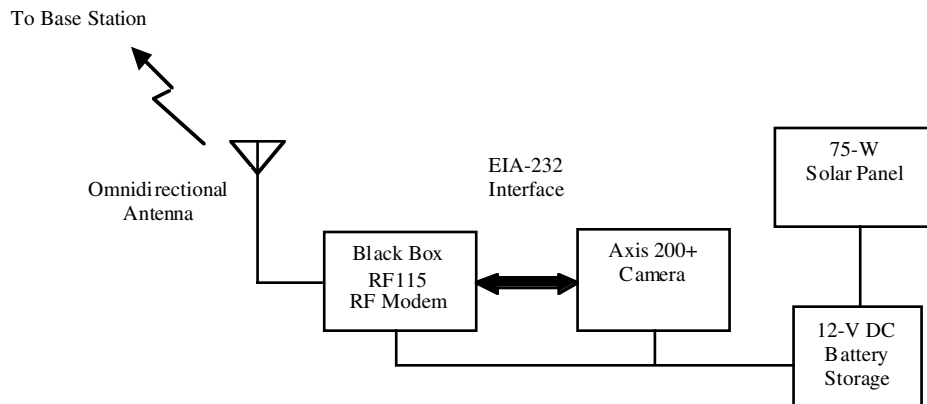 To Base Station
Omnidirectional
Antenna
EIA-232
Interface
Black Box
RF115
RF Modem
Axis 200+
Camera
75-W
Solar Panel
12-V DC
Battery
Storage